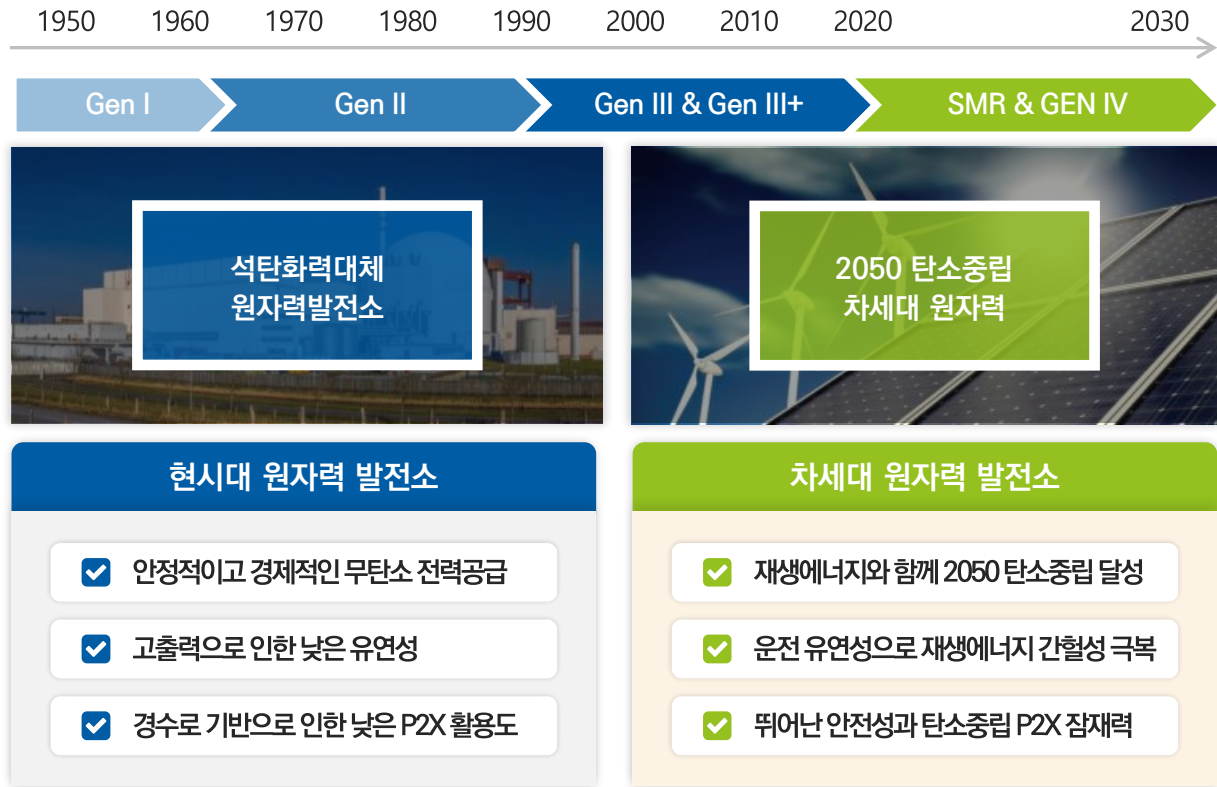 1950 1960 1970 1980 1990 2000 2010 2020 2030
Gen I Gen II Gen III & Gen III+ SMR & GEN IV
석탄화력대체
원자력발전소
2050 탄소중립
차세대 원자력
현시대 원자력 발전소
안정적이고 경제적인 무탄소 전력공급
고출력으로 인한 낮은 유연성
경수로 기반으로 인한 낮은 P2X 활용도
차세대 원자력 발전소
재생에너지와 함께 2050 탄소중립 달성
운전 유연성으로 재생에너지 간헐성 극복
뛰어난 안전성과 탄소중립 P2X 잠재력